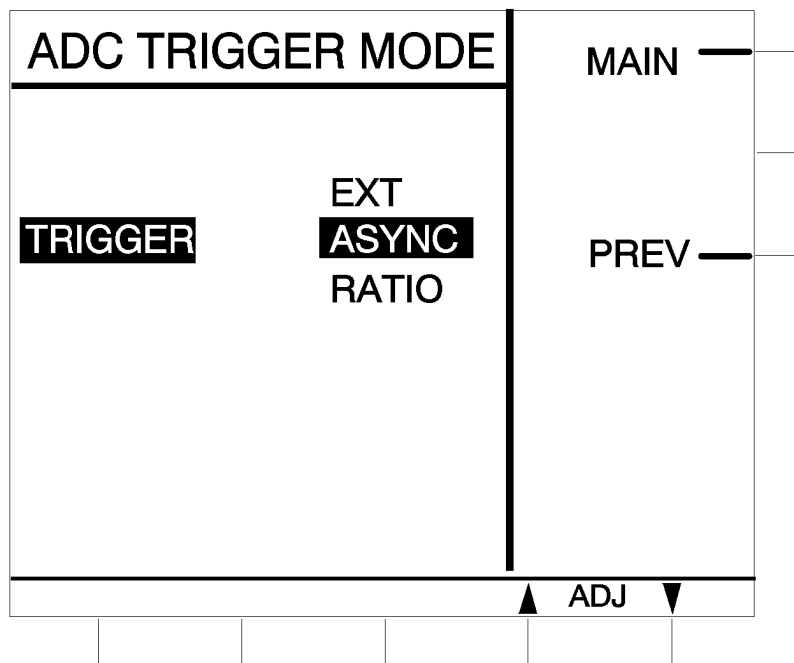 ADC TRIGGER MODE
MAIN
EXT
TRIGGER ASYNC
PREV
RATIO
ADJ